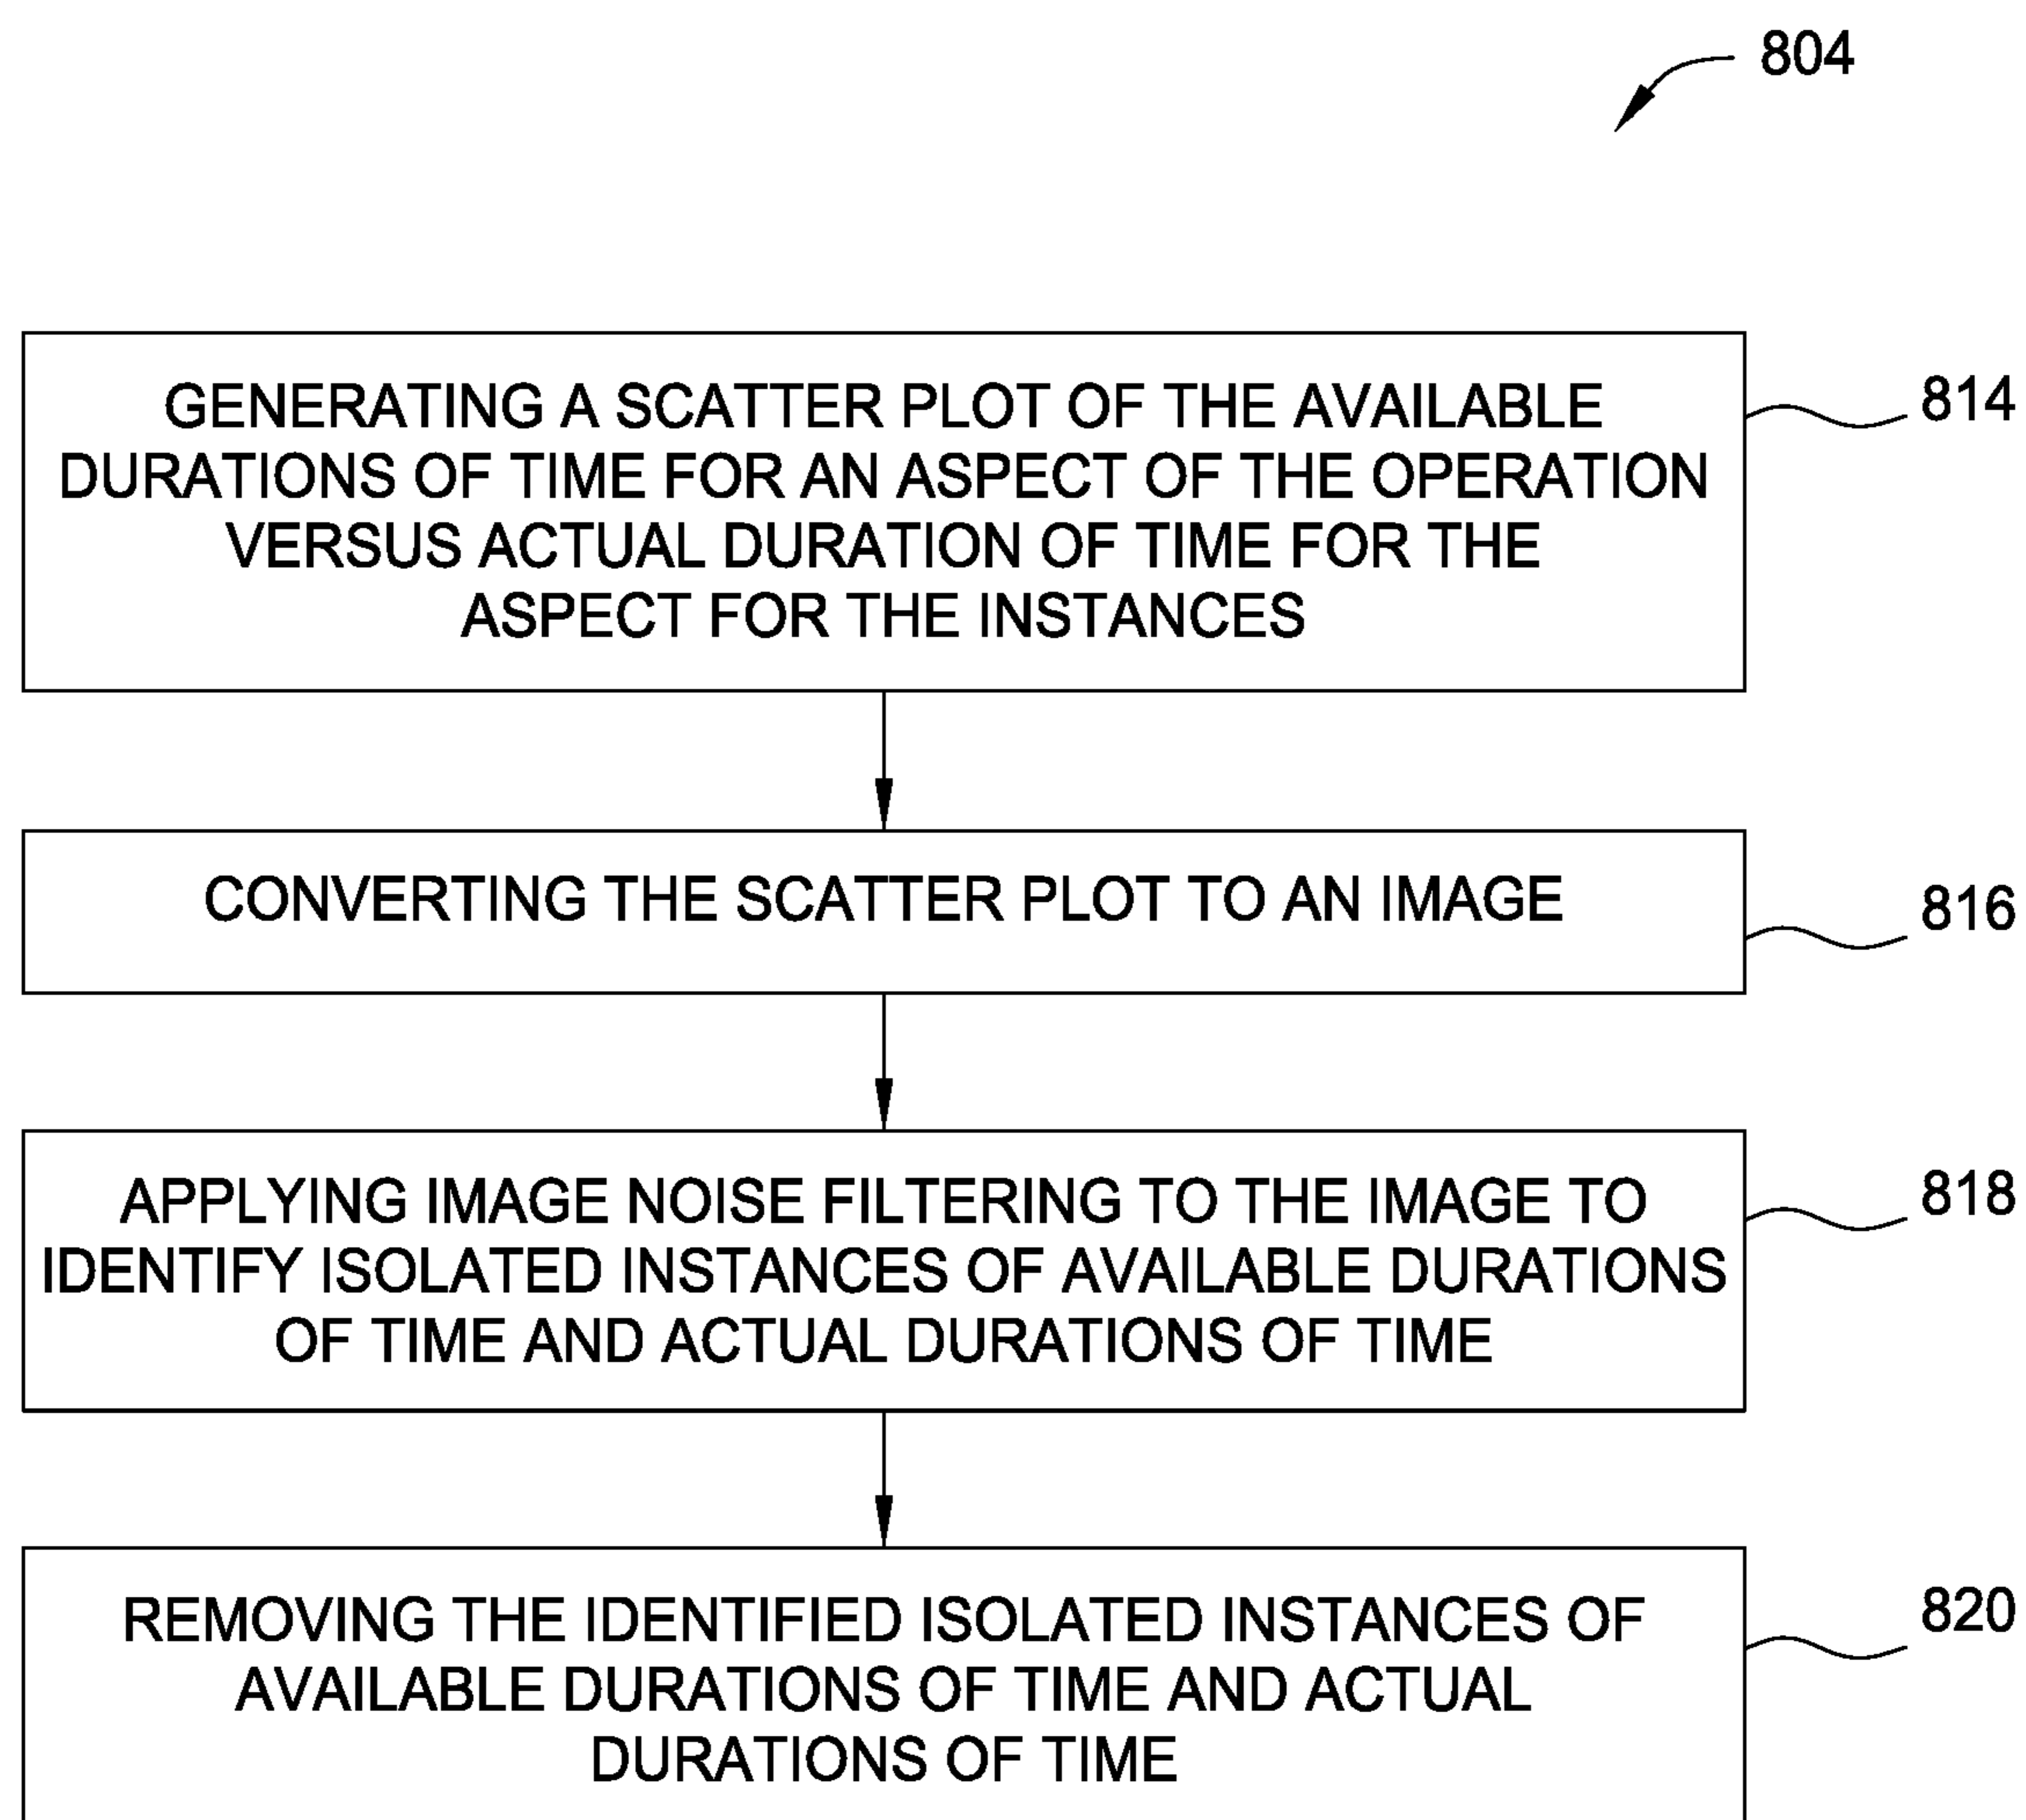 804
GENERATING A SCATTER PLOT OF THE AVAILABLE
DURATIONS OF TIME FOR AN ASPECT OF THE OPERATION
VERSUS ACTUAL DURATION OF TIME FOR THE
ASPECT FOR THE INSTANCES
814
CONVERTING THE SCATTER PLOT TO AN IMAGE
816
APPLYING IMAGE NOISE FILTERING TO THE IMAGE TO
IDENTIFY ISOLATED INSTANCES OF AVAILABLE DURATIONS
OF TIME AND ACTUAL DURATIONS OF TIME
818
REMOVING THE IDENTIFIED ISOLATED INSTANCES OF
AVAILABLE DURATIONS OF TIME AND ACTUAL
DURATIONS OF TIME
820